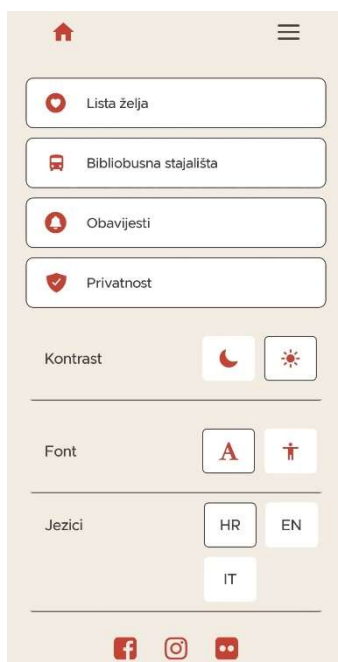 Lista želja
Bibliobusna stajališta
Obavijesti
Privatnost
Kontrast
Font
A
Jezici
HR
EN
IT